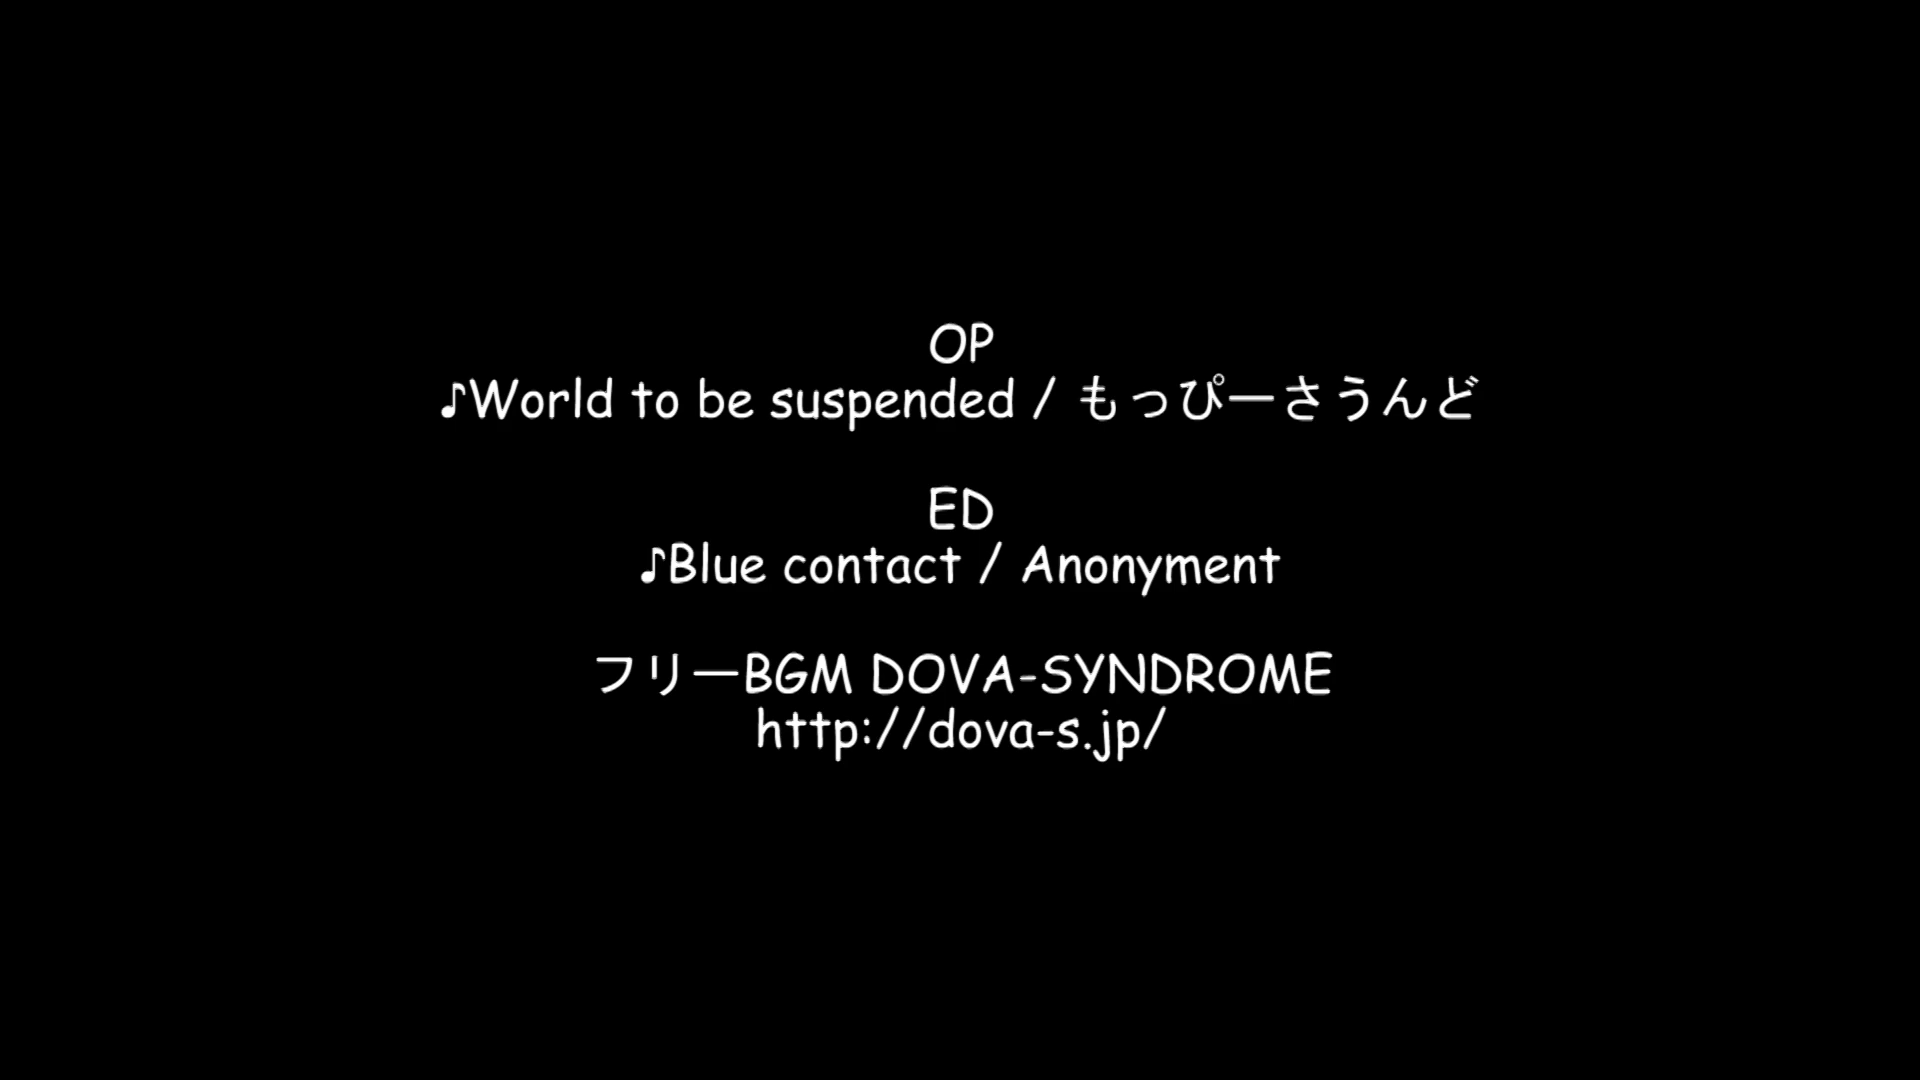 OP
♪World to be suspended / もっぴーさうんど
ED
♪Blue contact / Anonyment
フリーBGM DOVA-SYNDROME
http://dova-s.jp/